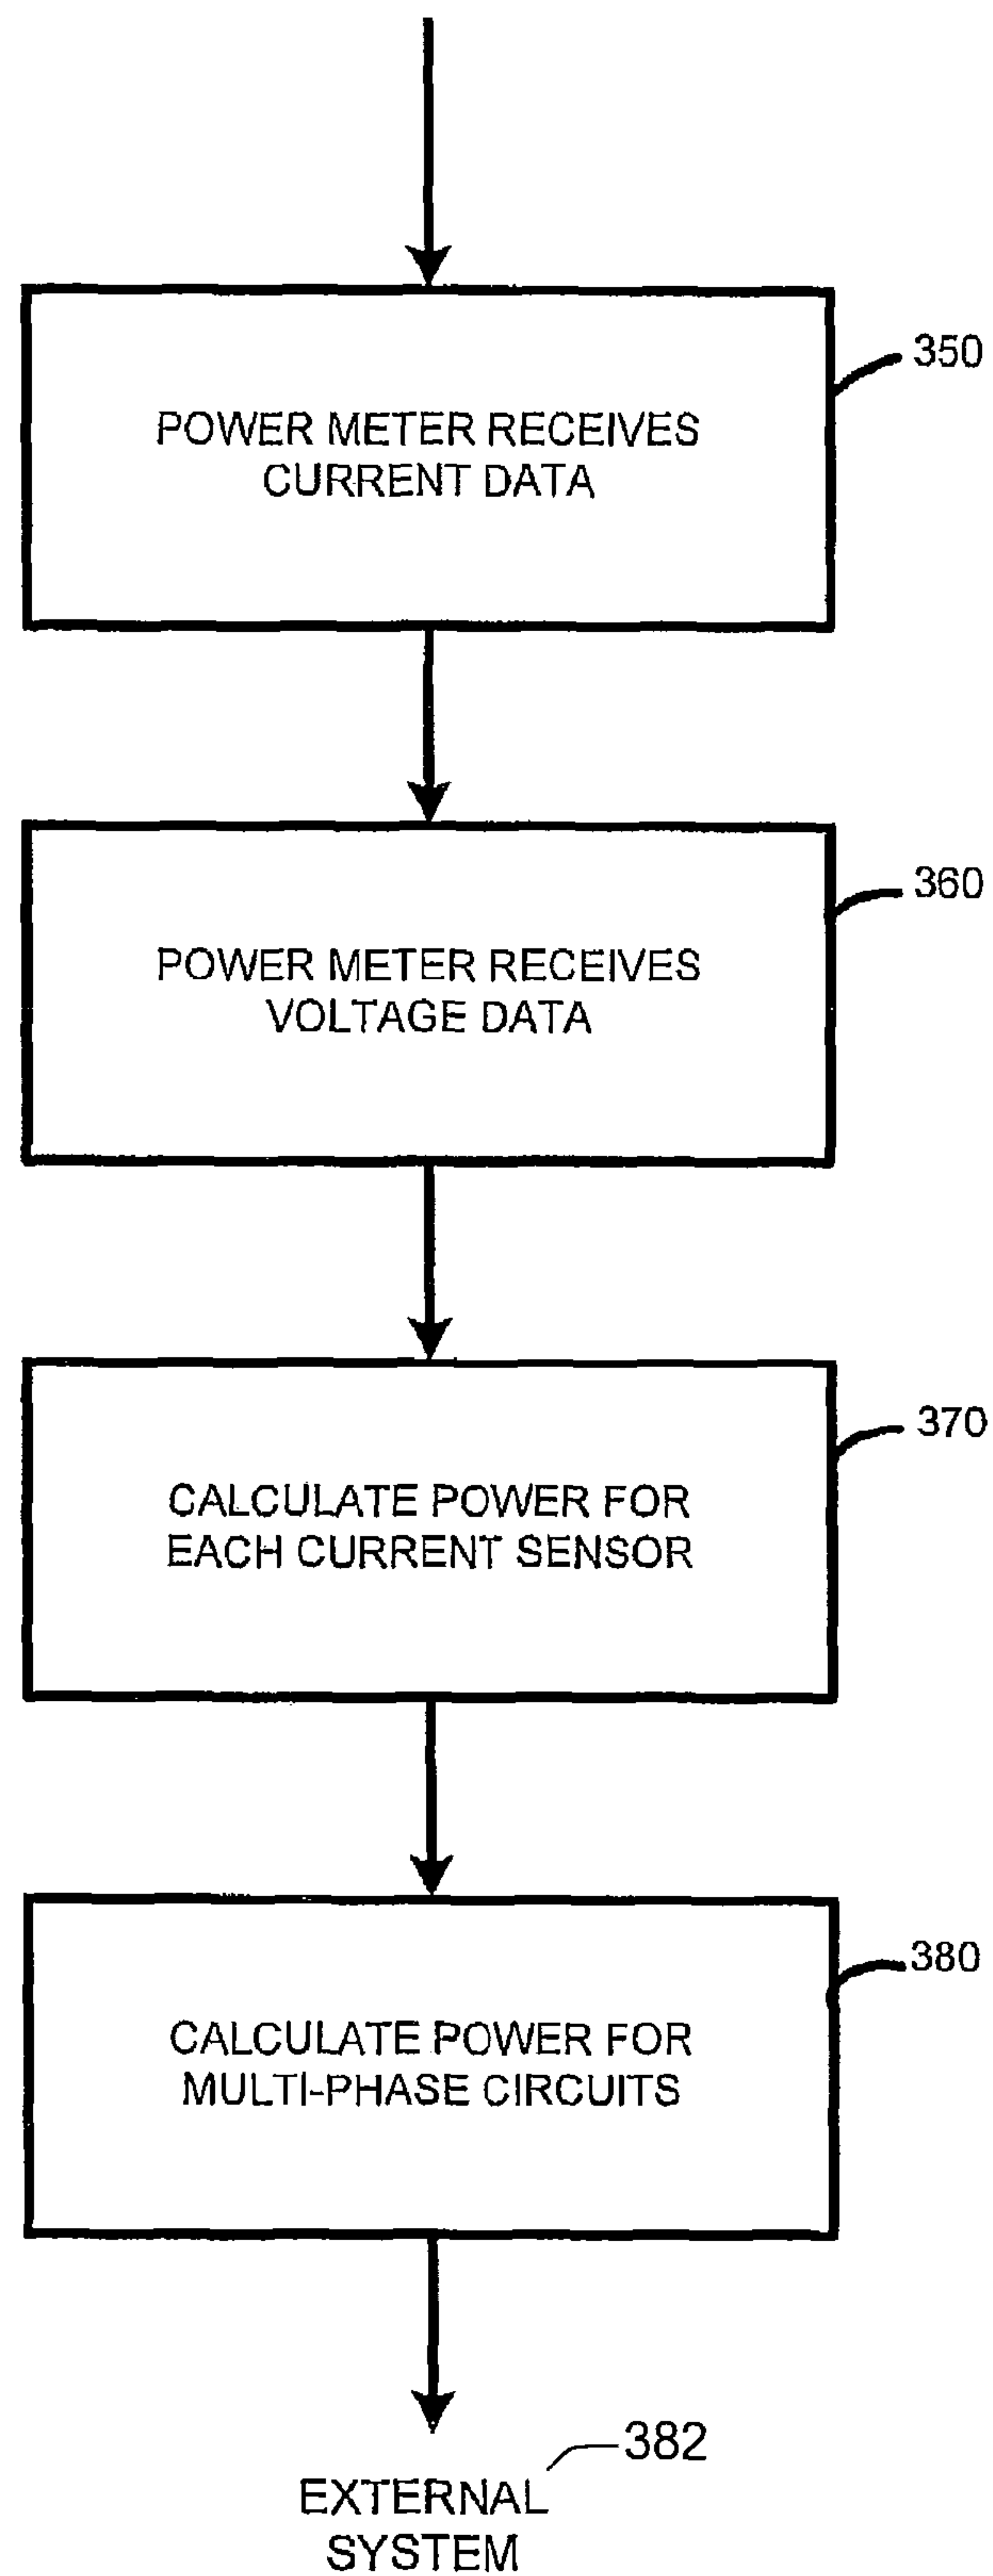 350
POWER METER RECEIVES
CURRENT DATA
360
POWER METER RECEIVES
VOLTAGE DATA
370
CALCULATE POWER FOR
EACH CURRENT SENSOR
380
CALCULATE POWER FOR
MULTI-PHASE CIRCUITS
382
EXTERNAL
SYSTEM